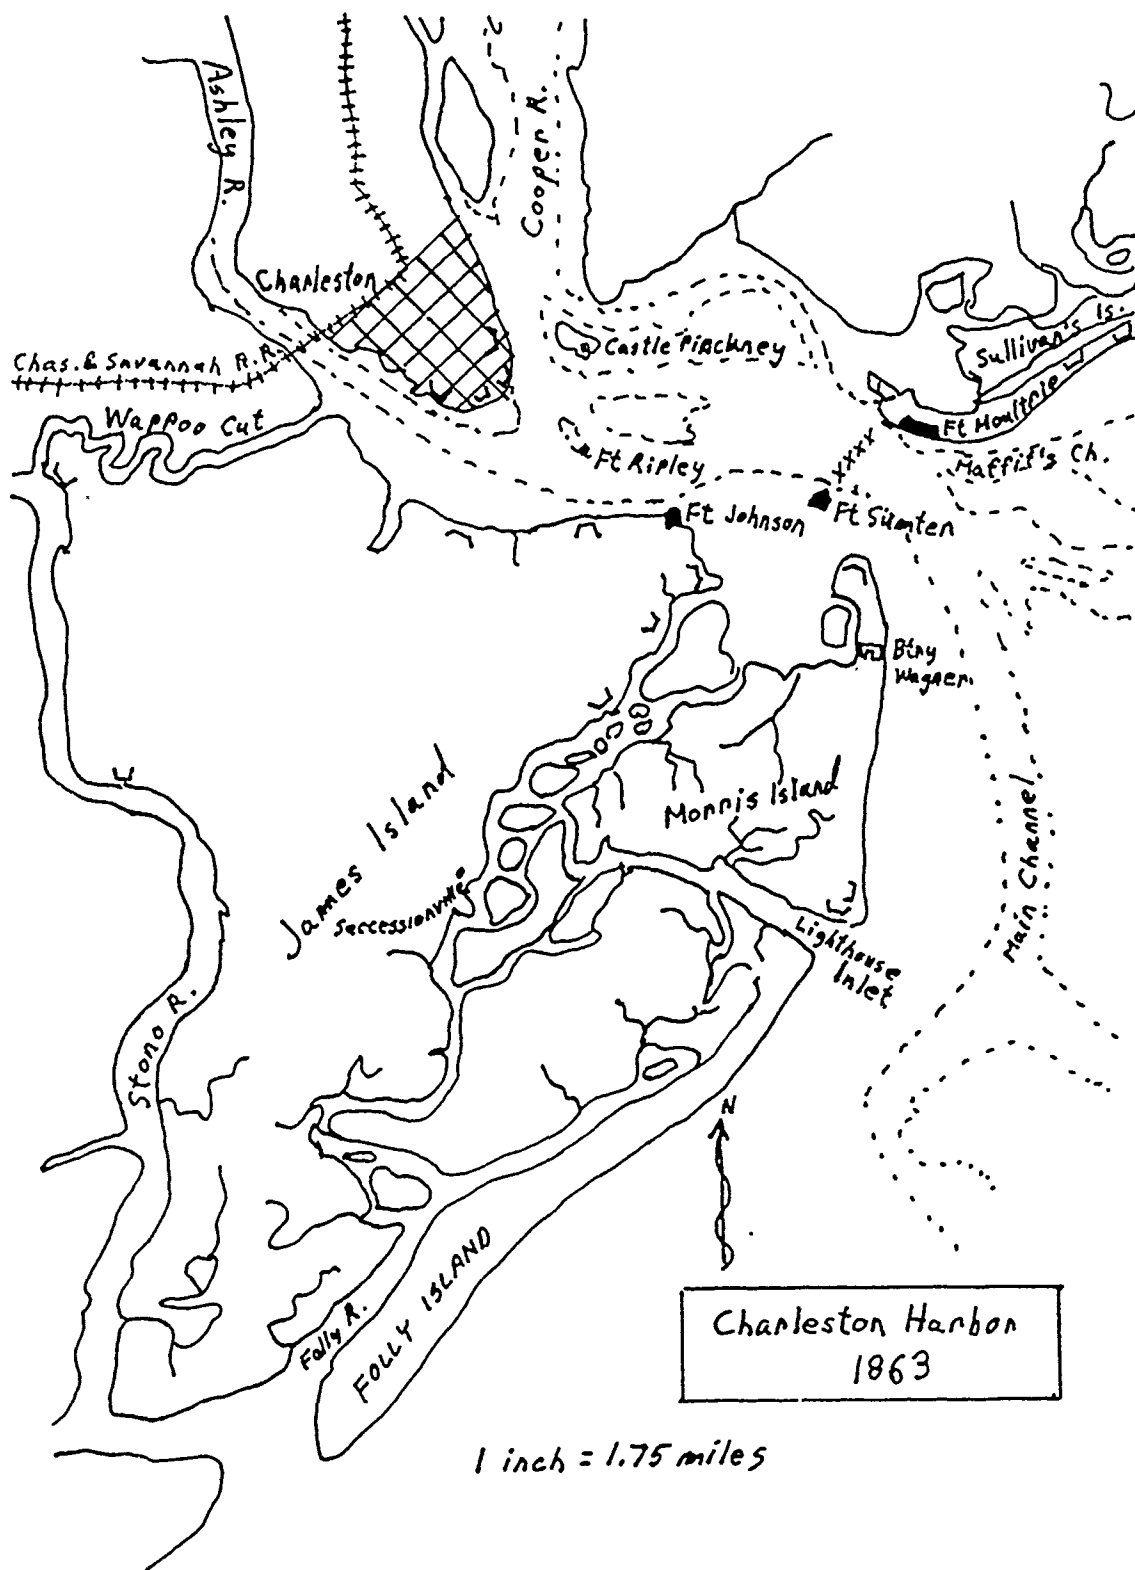 Ashley R.
Cooper R.
Charleston
Chas. & Savannah R.R.
Castle Pinckney
Sullivan's Is.
Wappoo Cut
Ft Moultrie
Ft Ripley
XXXX
Maffit's Ch.
Ft Johnson
Ft Sumter
Btry
Wagner
James Island
Morris Island
Main Channel
Secessionville
Lighthouse
Inlet
Stono R.
N
FOLLY ISLAND
Folly R.
Charleston Harbor
1863
1 inch = 1.75 miles